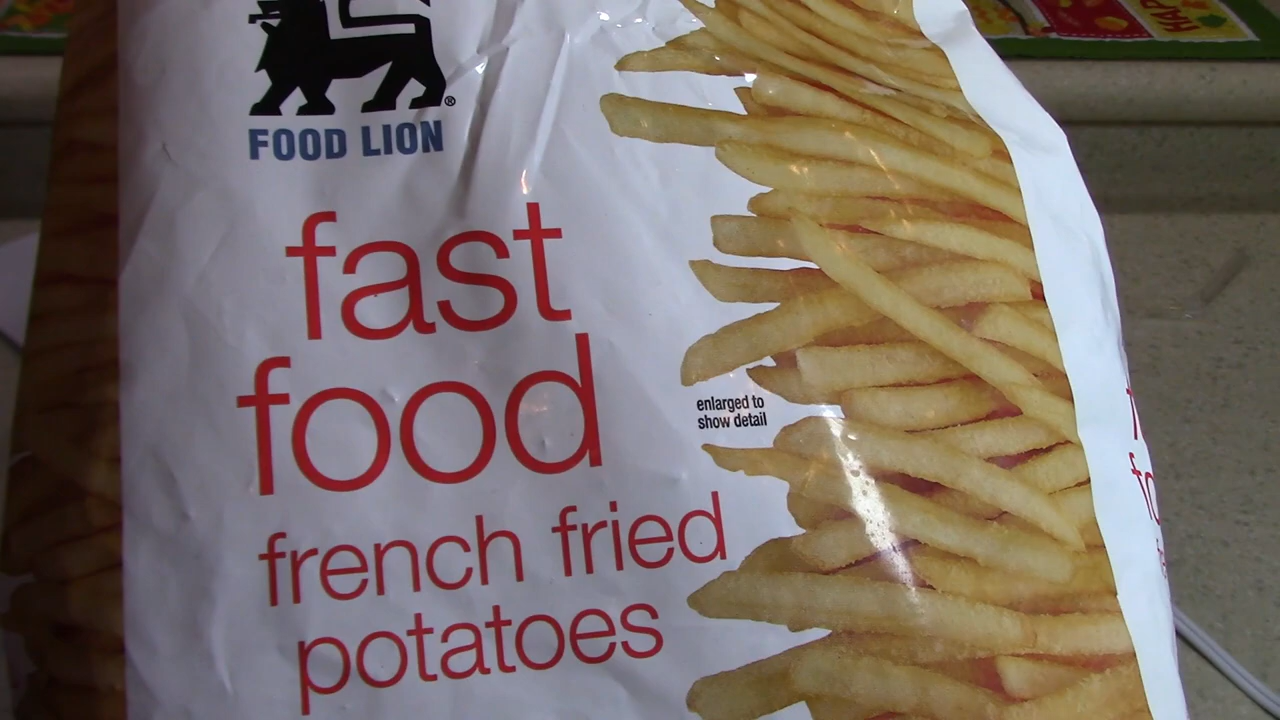 FOOD LION
fast
food
french fried
potatoes
enlarged to
show detail